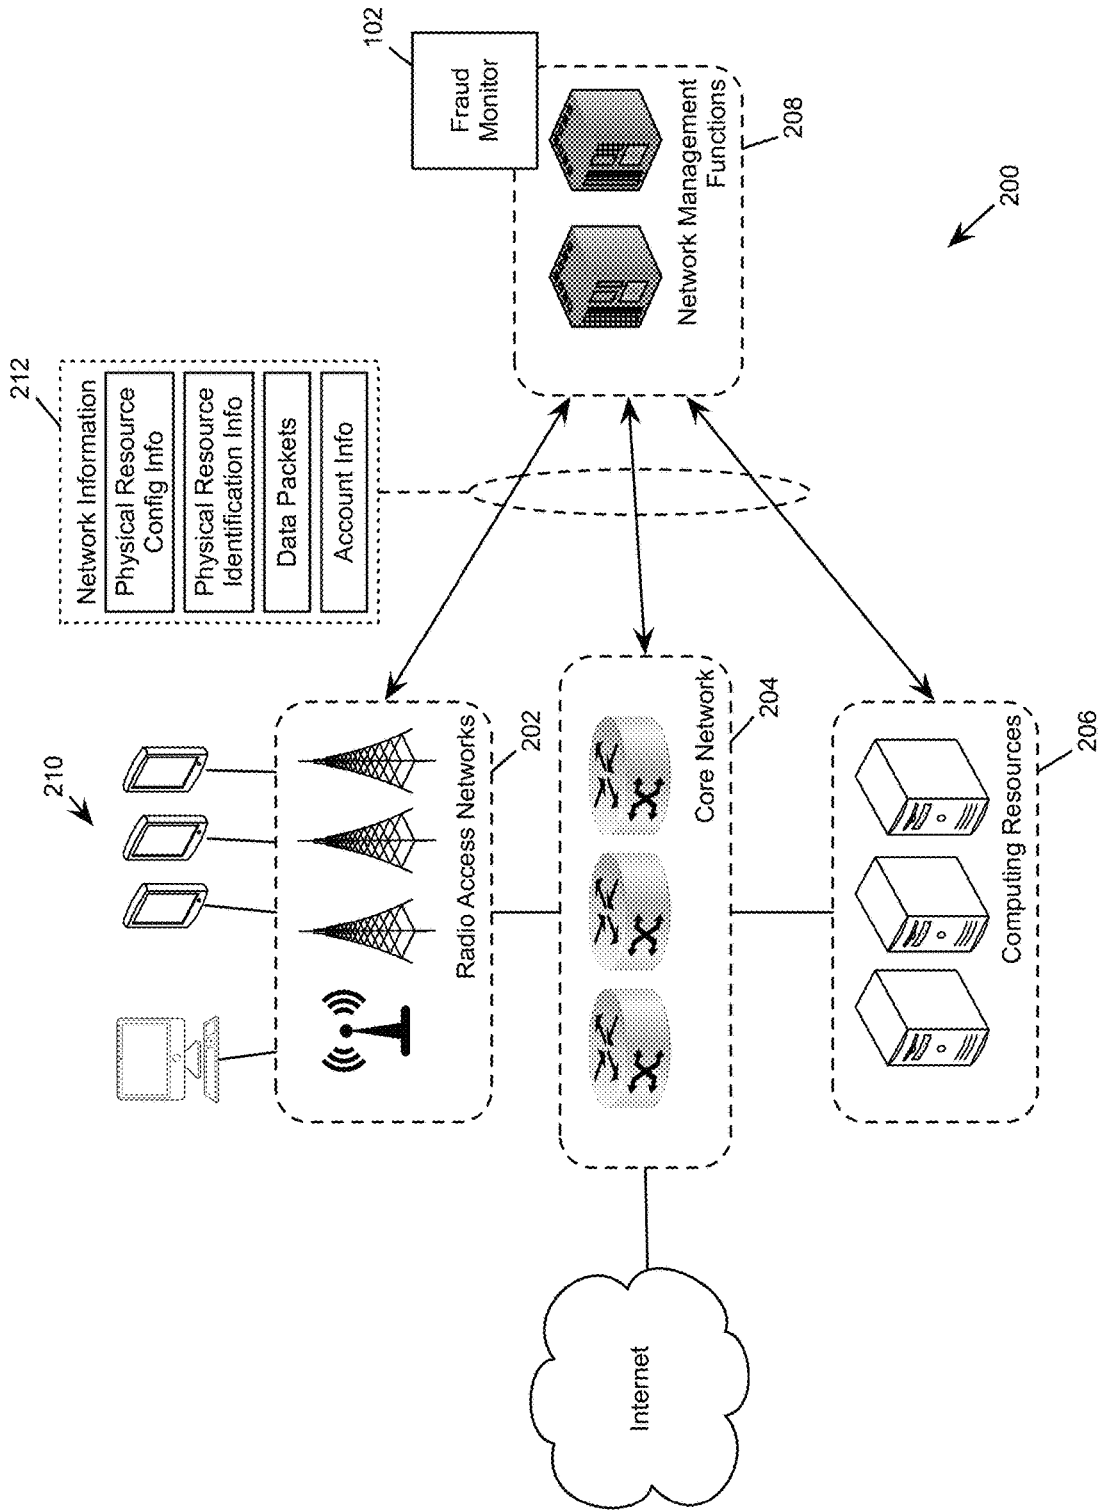 210
212
Network Information
Physical Resource
Config Info
Physical Resource
Identification Info
Data Packets
Account Info
102
Fraud
Monitor
Radio Access Networks
202
Network Management
Functions
208
Internet
Core Network
204
Computing Resources
206
200